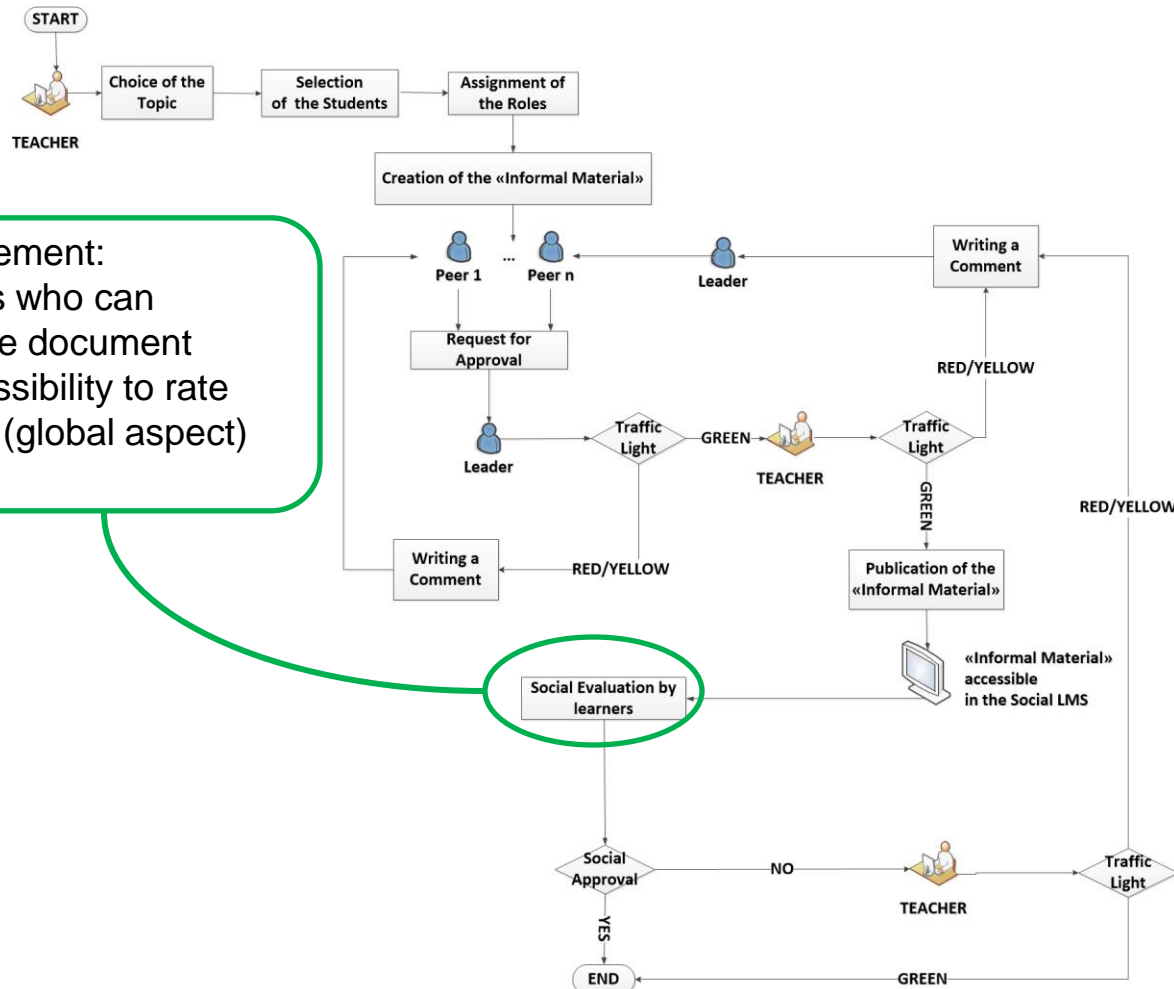 START
TEACHER
Choice of the
Topic
Selection
of the Students
Assignment of
the Roles
Creation of the «Informal Material»
Peer 1
...
Peer n
Leader
Writing a
Comment
Request for
Approval
RED/YELLOW
Leader
Traffic
Light
GREEN
TEACHER
Traffic
Light
GREEN
RED/YELLOW
Writing a
Comment
RED/YELLOW
Publication of the
«Informal Material»
«Informal Material»
accessible
in the Social LMS
s who can
document
to rate
(global aspect)
Social Evaluation by
learners
Social
Approval
NO
TEACHER
Traffic
Light
YES
END
GREEN